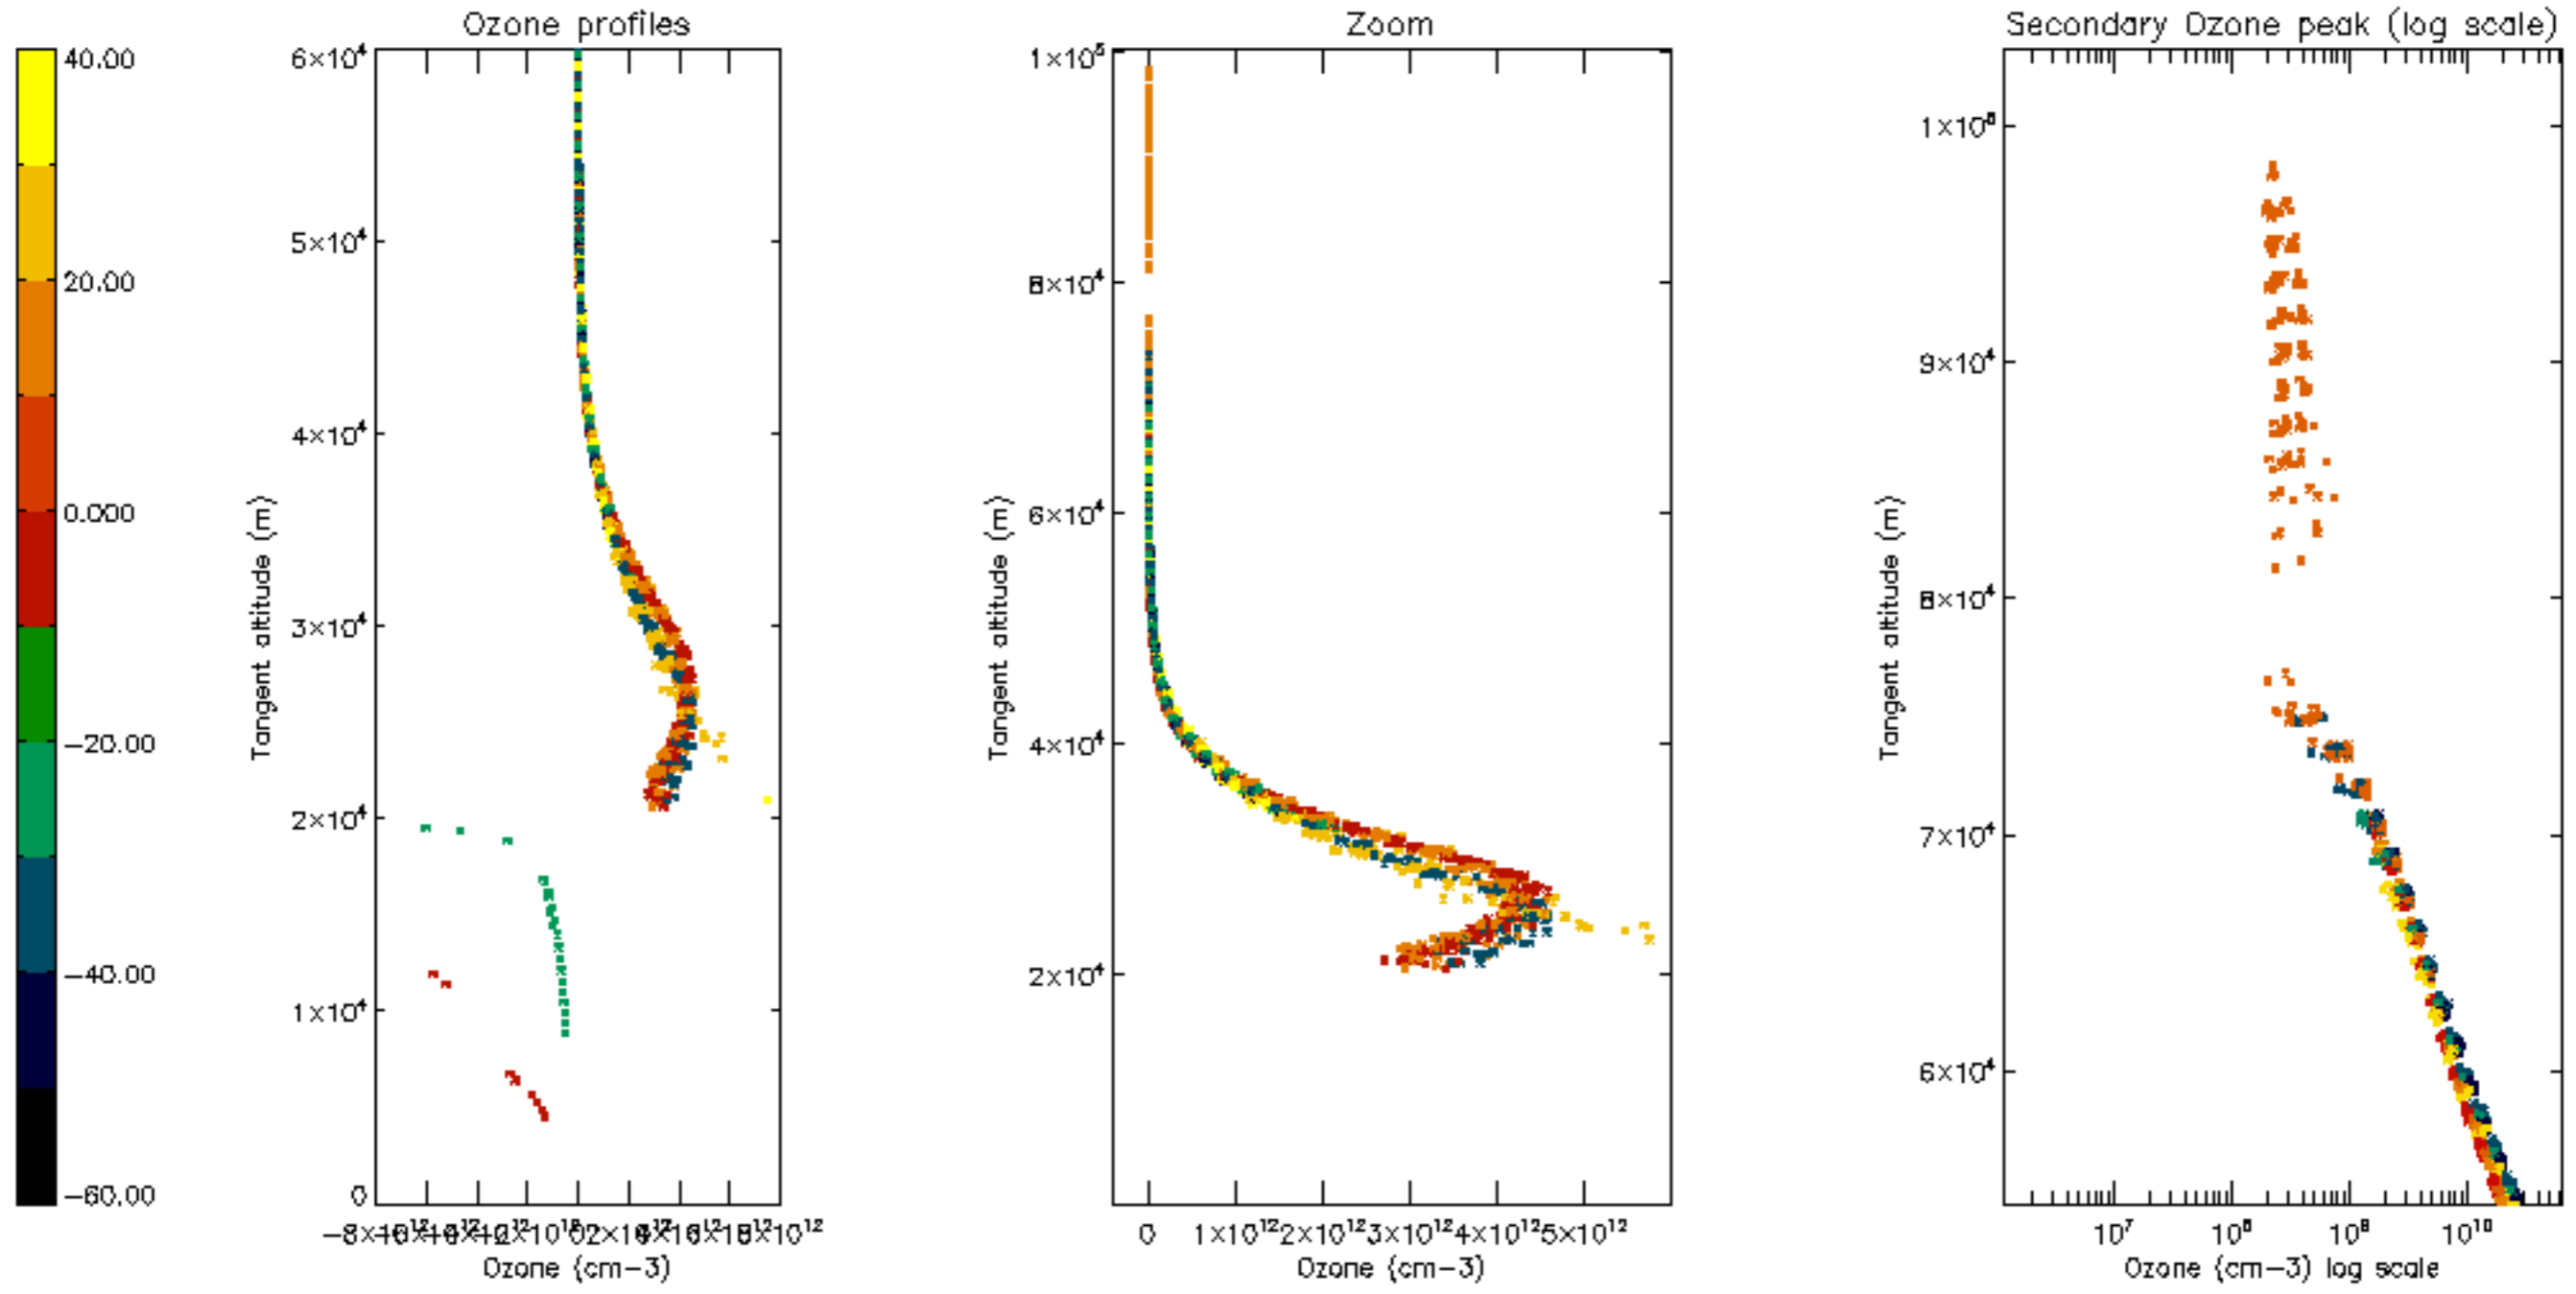 Ozone profiles
Zoom
Secondary Ozone peak (log scale)
40.00
20.00
0.000
-20.00
-40.00
-60.00
6×10⁴
5×10⁴
4×10⁴
3×10⁴
2×10⁴
1×10⁴
0
Tangent altitude (m)
Ozone (cm-3)
1×10⁵
8×10⁴
6×10⁴
4×10⁴
2×10⁴
Tangent altitude (m)
0 1×10¹² 2×10¹² 3×10¹² 4×10¹² 5×10¹²
Ozone (cm-3)
1×10⁵
9×10⁴
8×10⁴
7×10⁴
6×10⁴
Tangent altitude (m)
10⁷ 10⁸ 10⁹ 10¹⁰
Ozone (cm-3) log scale